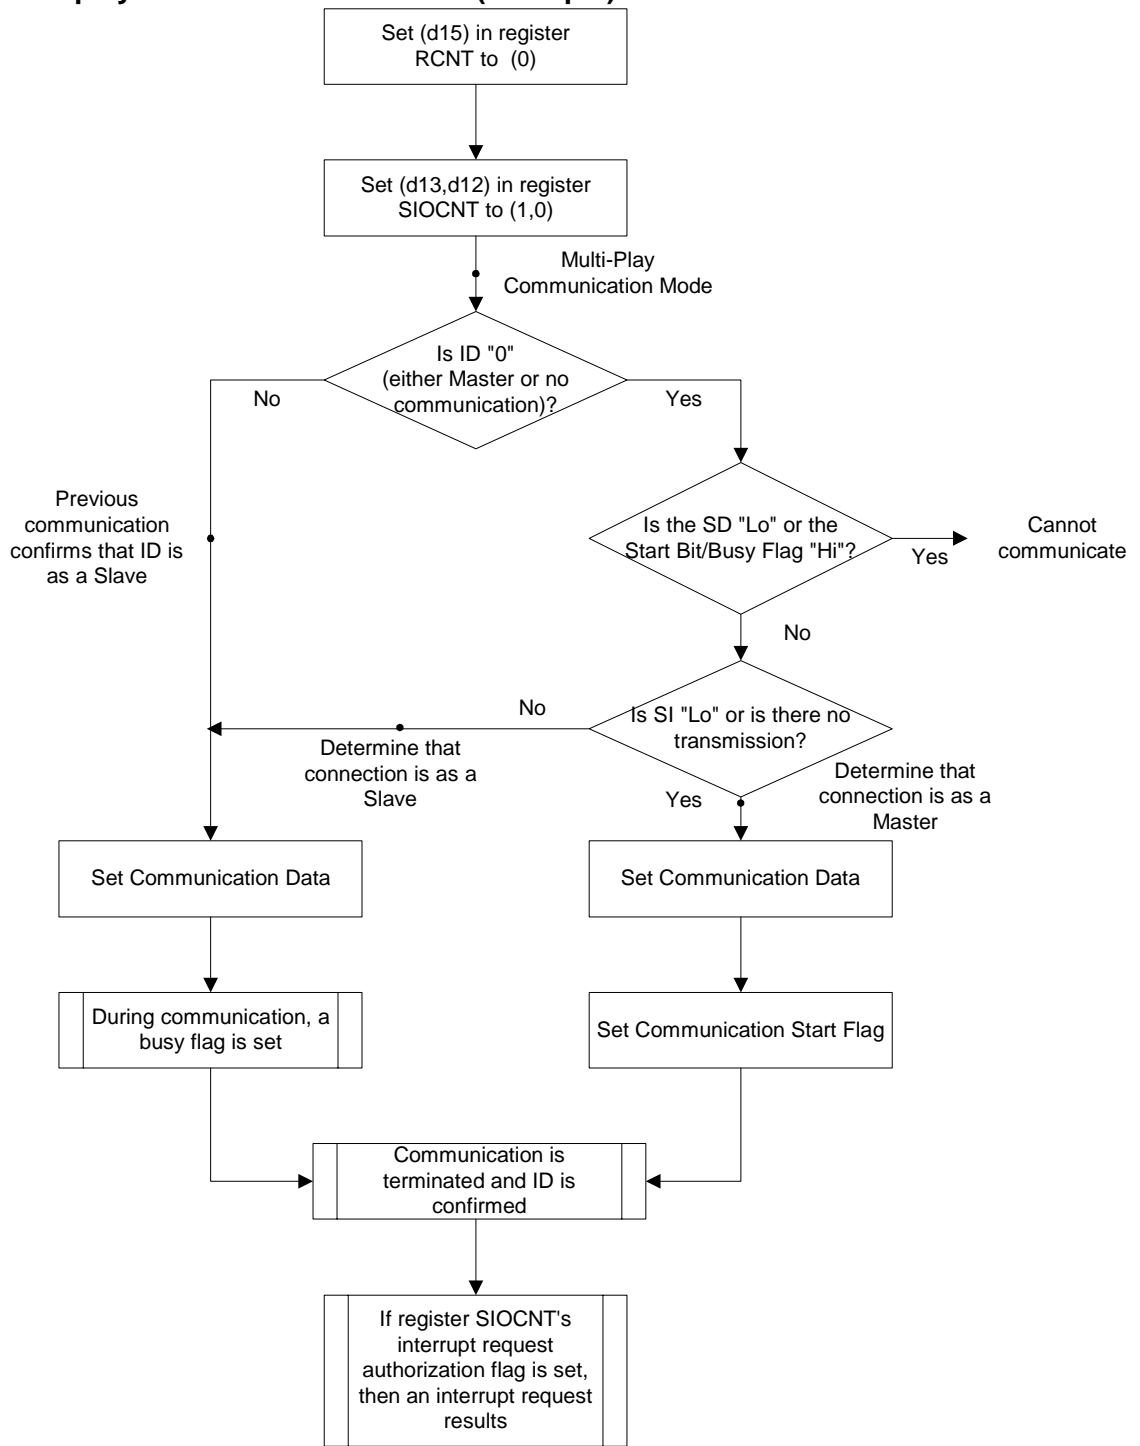 Set (d15) in register
RCNT to (0)
Set (d13,d12) in register
SIOCNT to (1,0)
Multi-Play
Communication Mode
Is ID "0"
(either Master or no
communication)?
No
Yes
Previous
communication
confirms that ID is
as a Slave
Is the SD "Lo" or the
Start Bit/Busy Flag "Hi"?
Yes
Cannot
communicate
No
Is SI "Lo" or is there no
transmission?
No
Determine that
connection is as a
Slave
Yes
Determine that
connection is as a
Master
Set Communication Data
Set Communication Data
During communication, a
busy flag is set
Set Communication Start Flag
Communication is
terminated and ID is
confirmed
If register SIOCNT's
interrupt request
authorization flag is set,
then an interrupt request
results